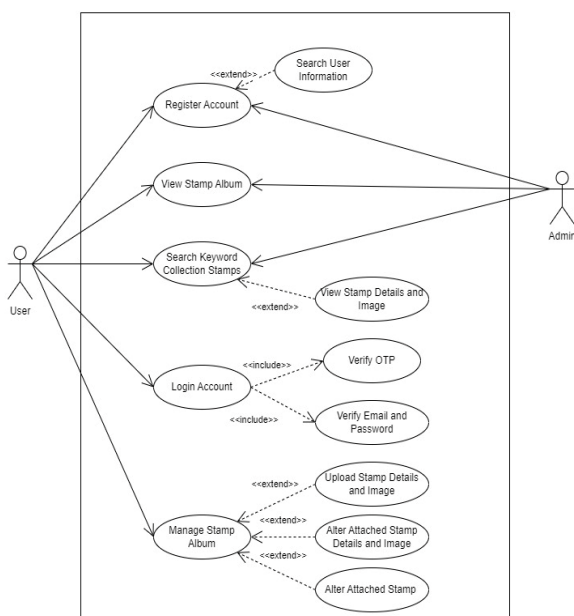 Search User
Information
<<extend>>
Register Account
View Stamp Album
Admin
Search Keyword
Collection Stamps
User
<<extend>>
View Stamp Details and
Image
Login Account
<<include>>
Verify OTP
<<include>>
Verify Email and
Password
Manage Stamp
Album
<<extend>>
Upload Stamp Details
and Image
<<extend>>
Alter Attached Stamp
Details and Image
<<extend>>
Alter Attached Stamp